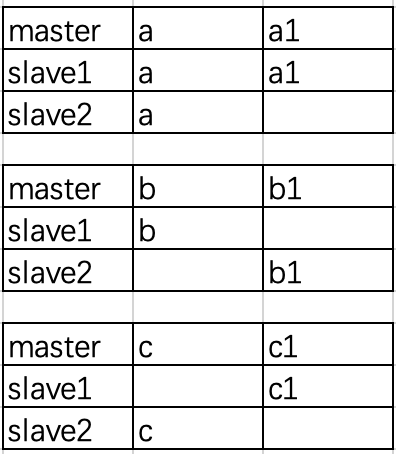 master a a1
slave1 a a1
slave2 a
master b b1
slave1 b
slave2 b1
master c c1
slave1 c1
slave2 c